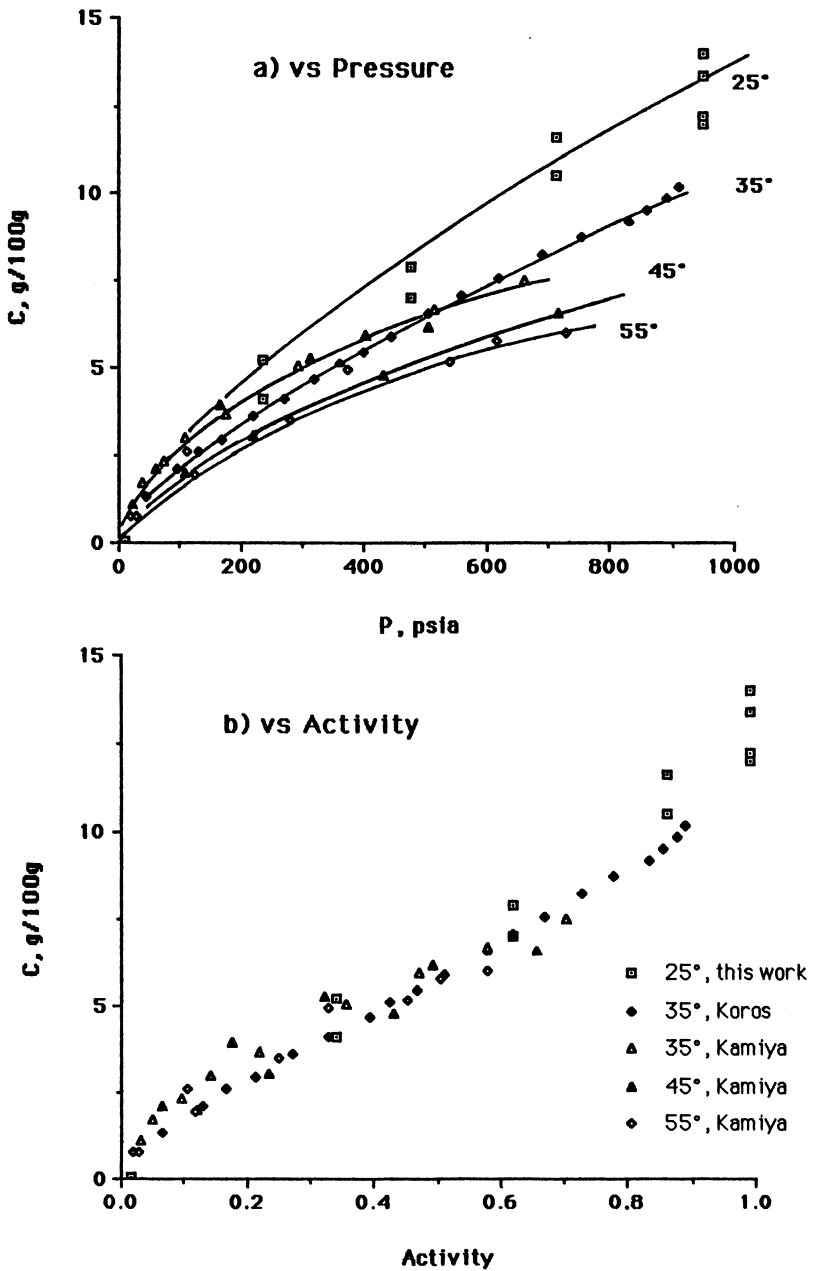 a) vs Pressure
15
10
5
0
C, g/100g
25°
35°
45°
55°
0 200 400 600 800 1000
P, psia
b) vs Activity
15
10
5
0
C, g/100g
25°, this work
35°, Koros
35°, Kamiya
45°, Kamiya
55°, Kamiya
0.0 0.2 0.4 0.6 0.8 1.0
Activity